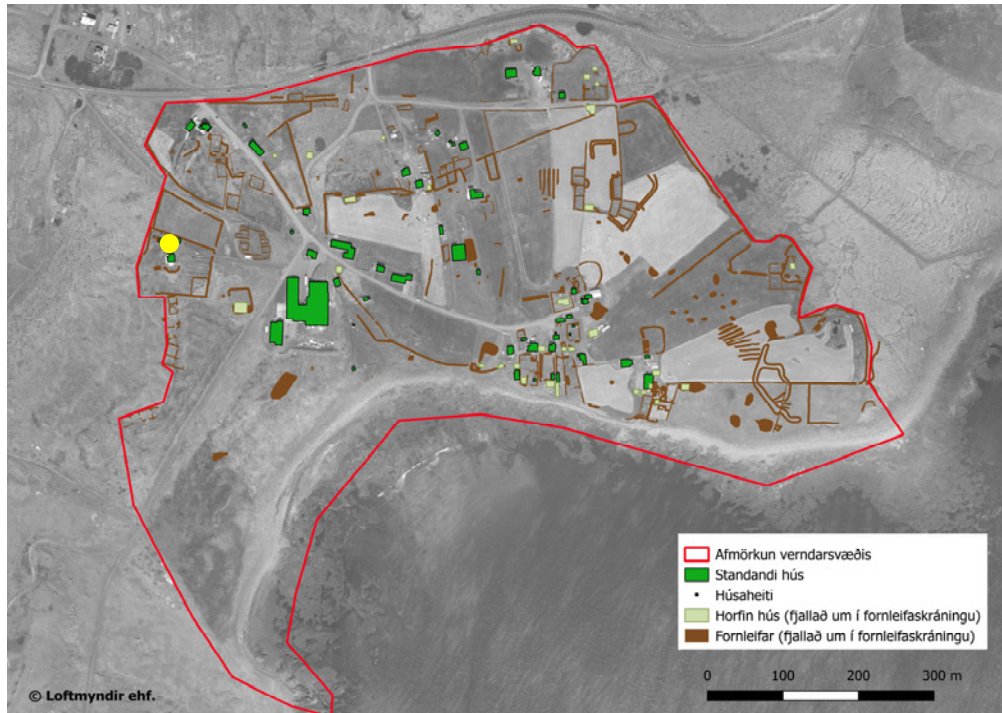 Afmörkun verndarsvæðis
Standandi hús
Húsaheiti
Horfin hús (fjallað um í fornleifaskráningu)
Fornleifar (fjallað um í fornleifaskráningu)
0 100 200 300 m
© Loftmyndir ehf.